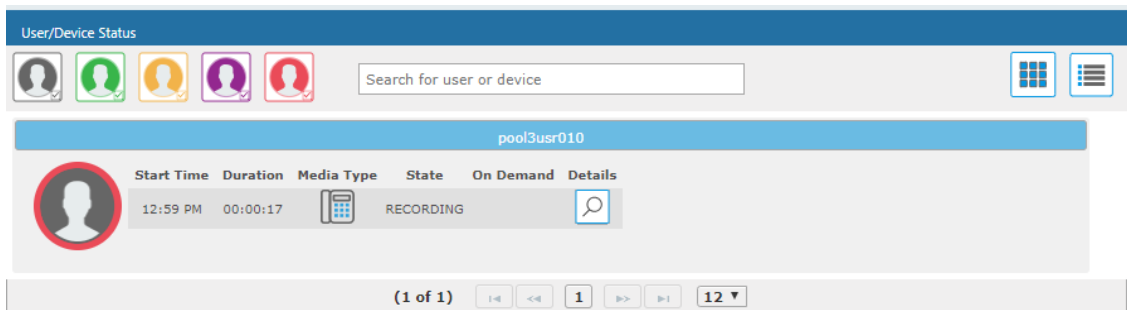 User/Device Status
Search for user or device
pool3usr010
Start Time Duration Media Type State On Demand Details
12:59 PM 00:00:17 RECORDING
(1 of 1) 1 12